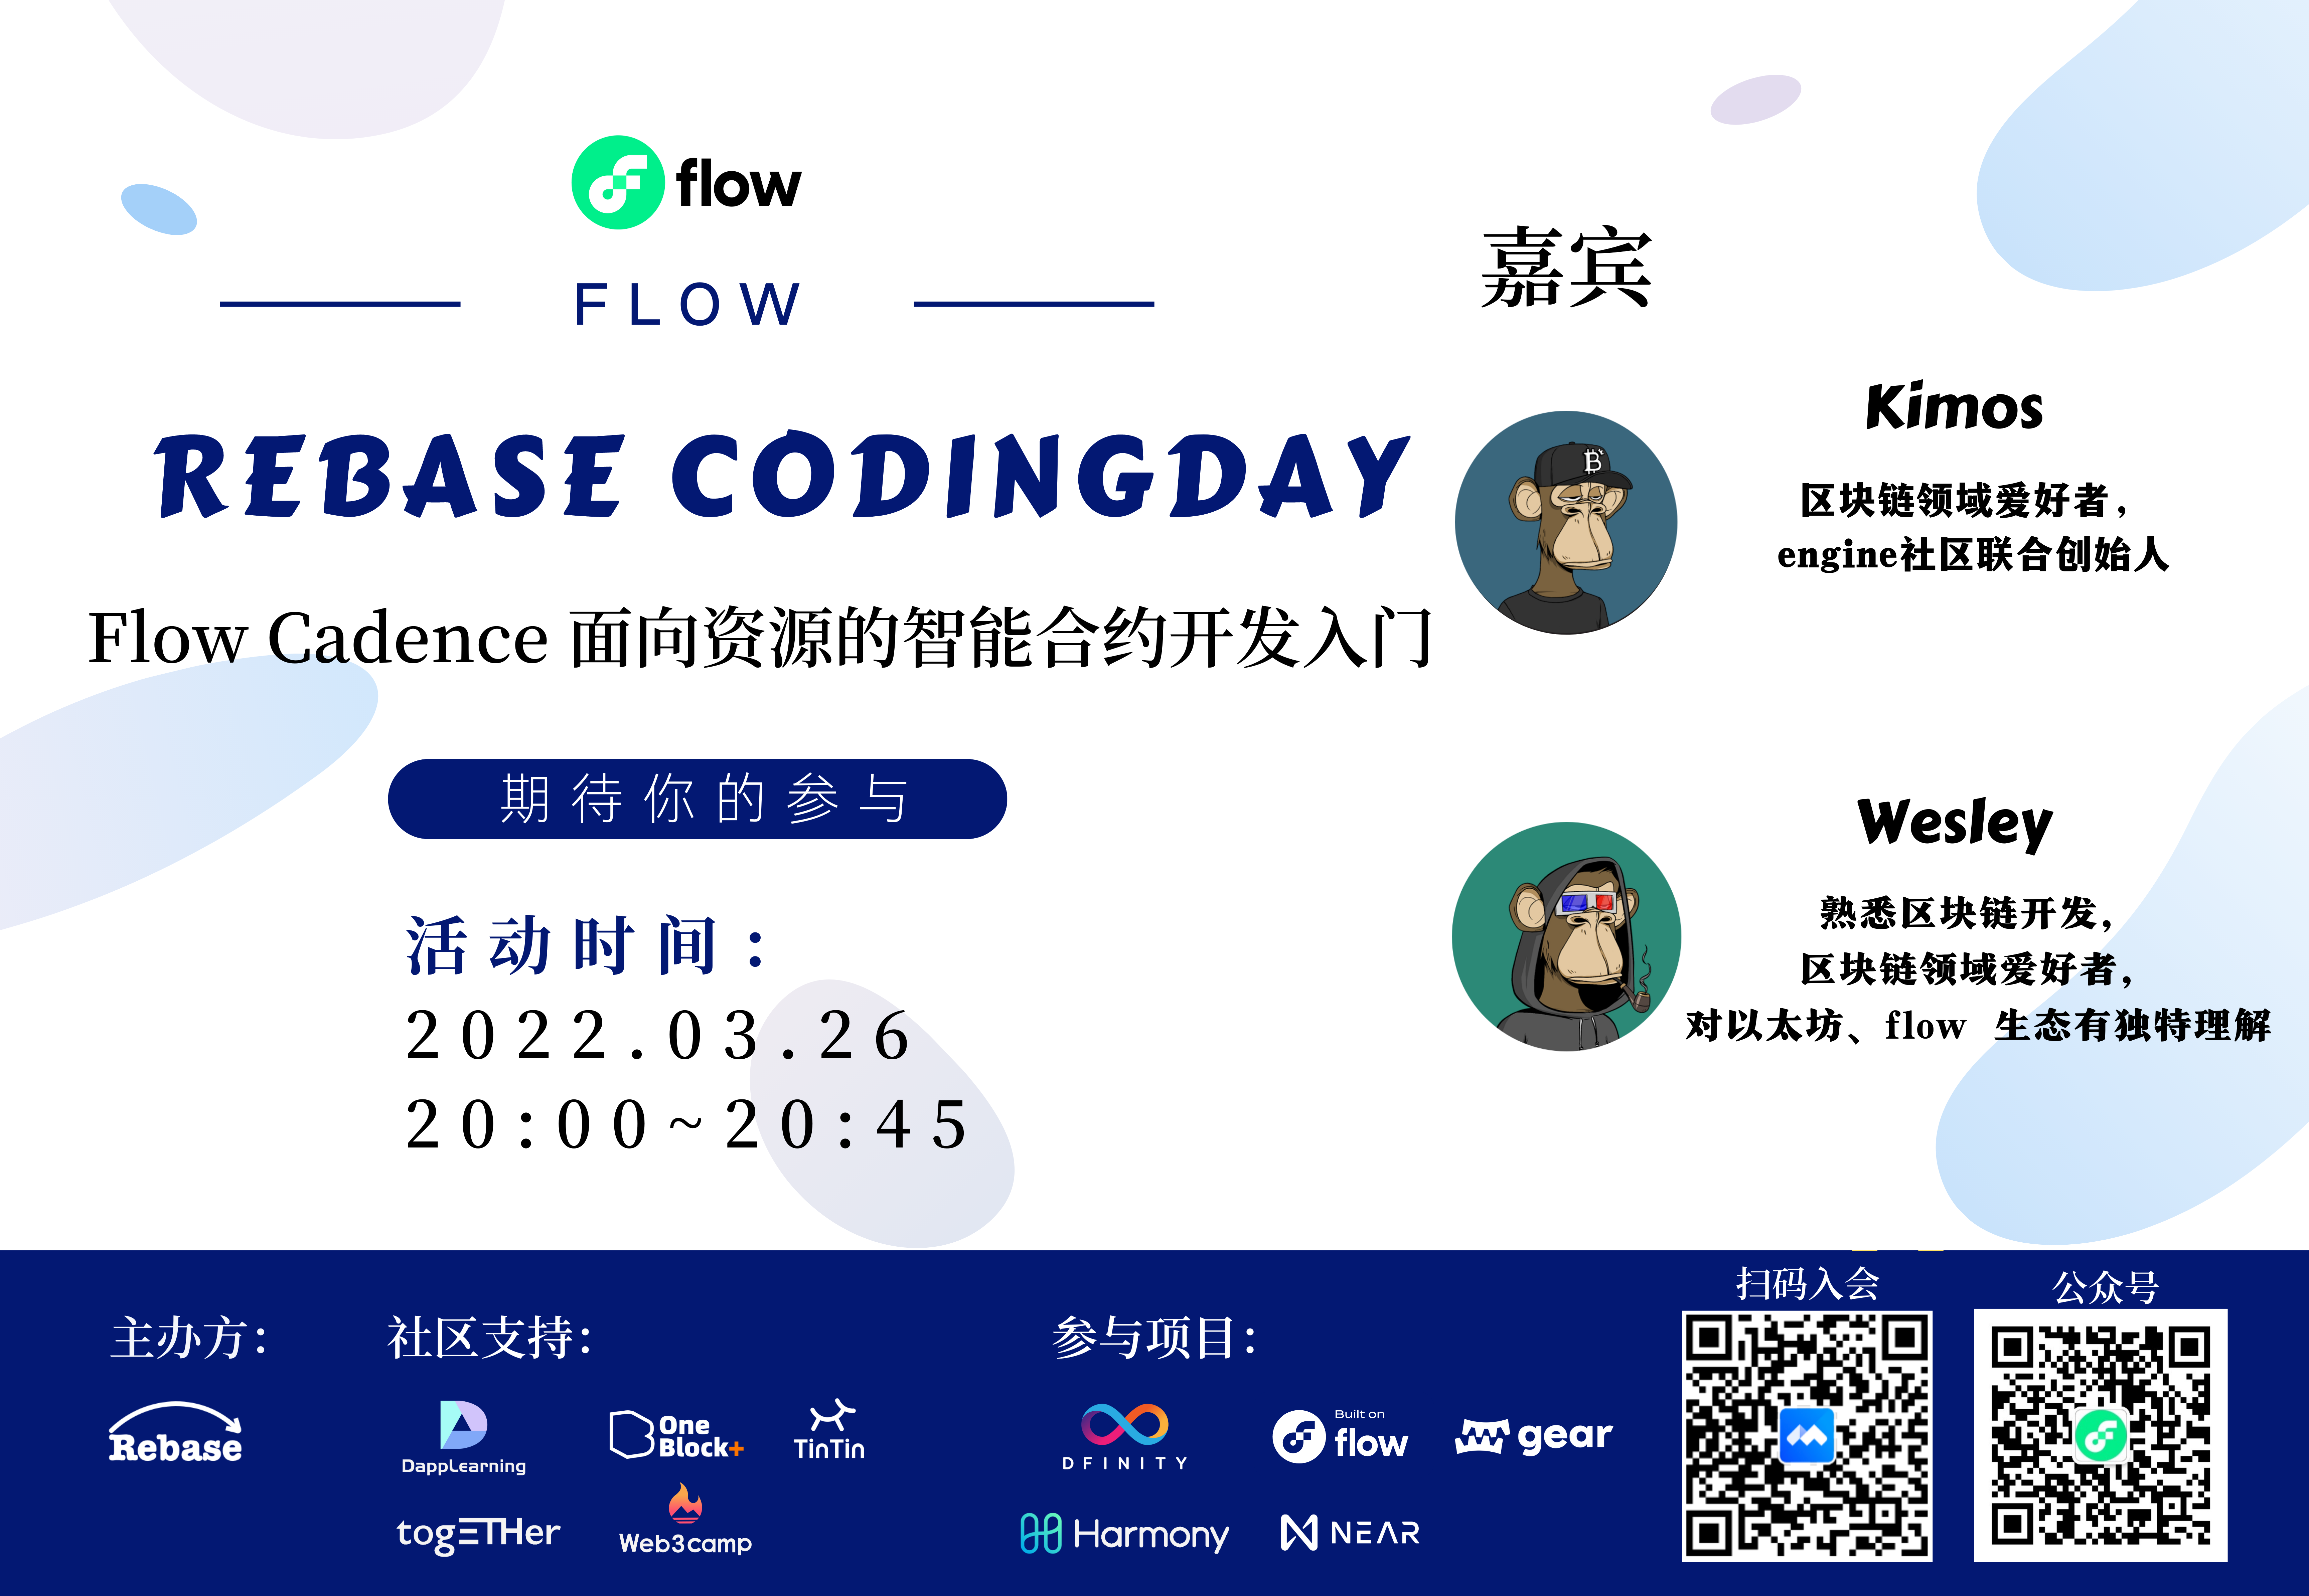 flow
FLOW
REBASE CODINGDAY
Flow Cadence 面向资源的智能合约开发入门
期待你的参与
活动时间：
2022.03.26
20:00~20:45
嘉宾
Kimos
区块链领域爱好者，
engine社区联合创始人
Wesley
熟悉区块链开发，
区块链领域爱好者，
对以太坊、flow 生态有独特理解
主办方：
Rebase
社区支持：
DappLearning
One Block+
TinTin
togETHer
Web3camp
参与项目：
DFINITY
Built on
flow
gear
Harmony
NEAR
扫码入会
公众号